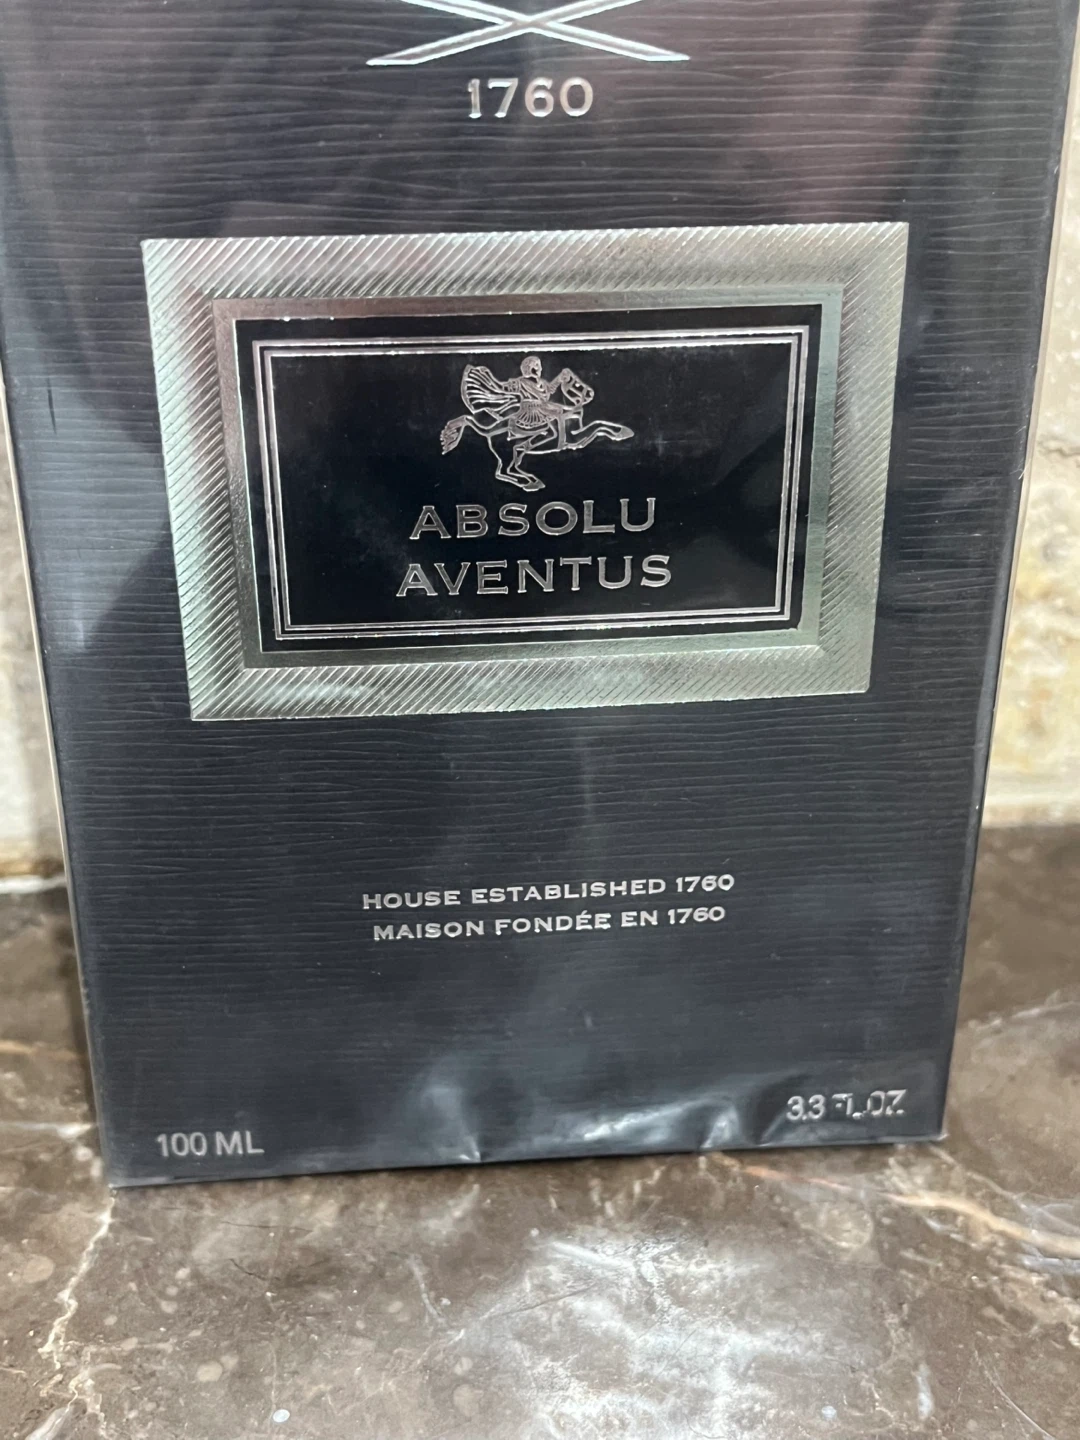 1760
ABSOLU
AVENTUS
HOUSE ESTABLISHED 1760
MAISON FONDÉE EN 1760
100 ML
3.3 FL.OZ